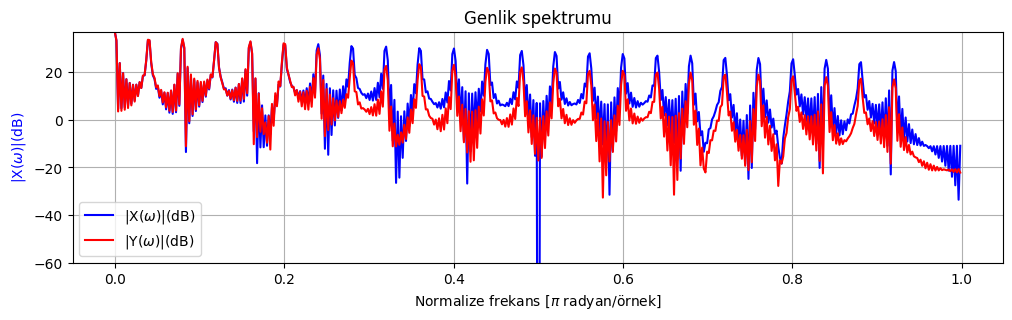 Genlik spektrumu
|X(ω)|(dB)
20
0
−20
−40
−60
|X(ω)|(dB)
|Y(ω)|(dB)
0.0 0.2 0.4 0.6 0.8 1.0
Normalize frekans [π radyan/örnek]